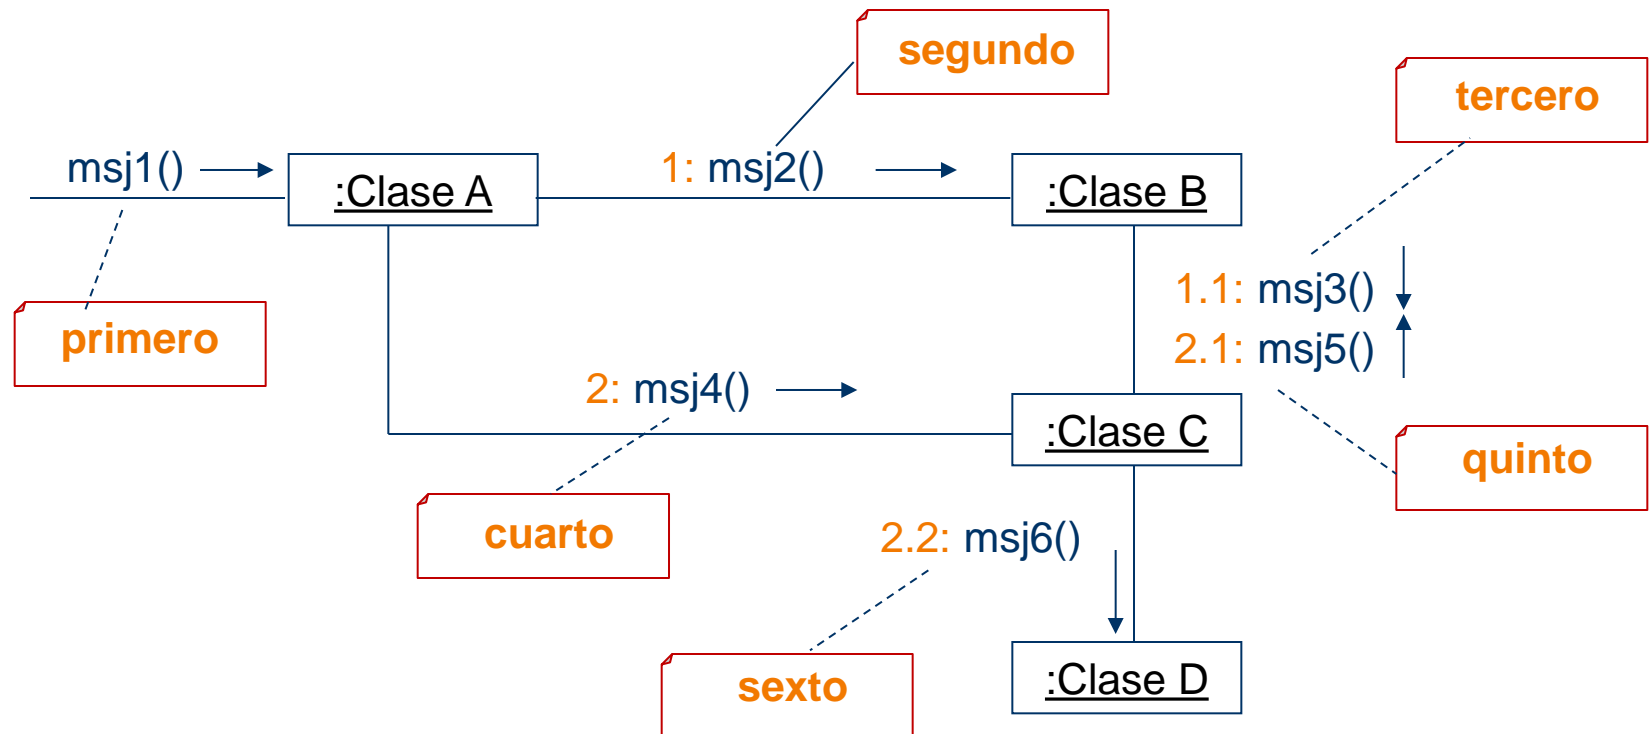 segundo
tercero
msj1()
1: msj2()
:Clase A
:Clase B
1.1: msj3()
primero
2.1: msj5()
2: msj4()
:Clase C
quinto
cuarto
2.2: msj6()
sexto
:Clase D